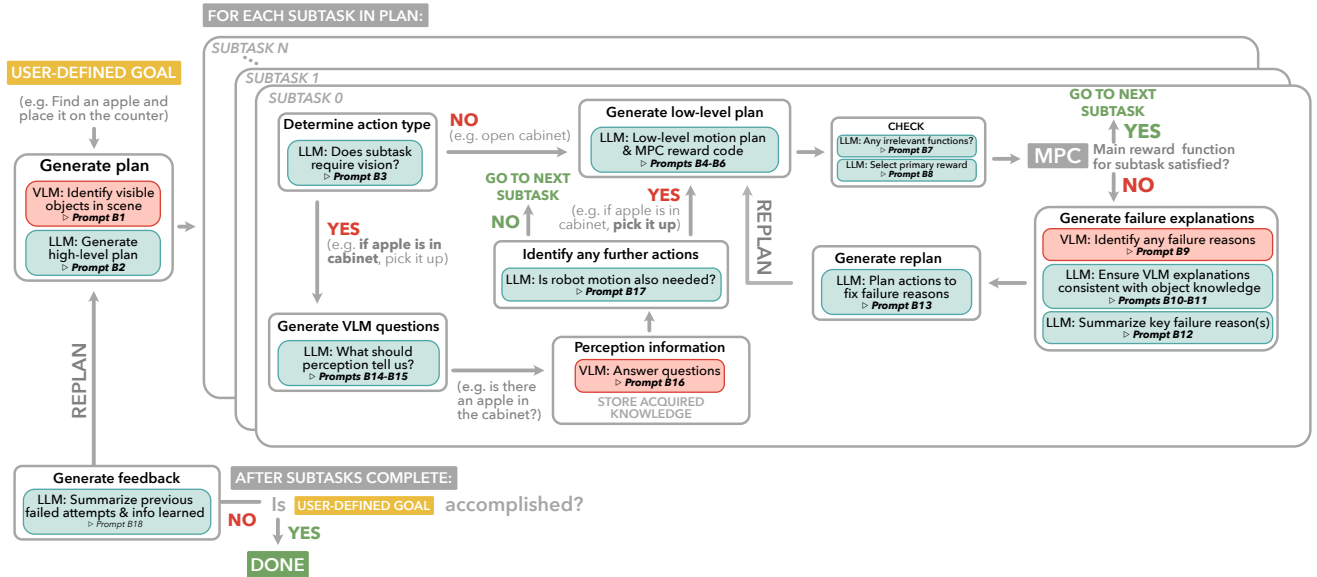 FOR EACH SUBTASK IN PLAN:
SUBTASK N
SUBTASK 1
SUBTASK 0
USER-DEFINED GOAL
(e.g. Find an apple and
place it on the counter)
Generate plan
VLM: Identify visible
objects in scene
▷ Prompt B1
LLM: Generate
high-level plan
▷ Prompt B2
Determine action type
LLM: Does subtask
require vision?
▷ Prompt B3
NO
(e.g. open cabinet)
YES
(e.g. if apple is in
cabinet, pick it up)
Generate low-level plan
LLM: Low-level motion plan
& MPC reward code
▷ Prompts B4-B6
CHECK
LLM: Any irrelevant functions?
▷ Prompt B7
LLM: Select primary reward
▷ Prompt B8
GO TO NEXT
SUBTASK
YES
MPC
Main reward function
for subtask satisfied?
NO
Generate failure explanations
VLM: Identify any failure reasons
▷ Prompt B9
LLM: Ensure VLM explanations
consistent with object knowledge
▷ Prompts B10-B11
LLM: Summarize key failure reason(s)
▷ Prompt B12
Generate replan
LLM: Plan actions to
fix failure reasons
▷ Prompt B13
REPLAN
GO TO NEXT
SUBTASK
NO
YES
(e.g. if apple is in
cabinet, pick it up)
Identify any further actions
LLM: Is robot motion also needed?
▷ Prompt B17
Generate VLM questions
LLM: What should
perception tell us?
▷ Prompts B14-B15
(e.g. is there
an apple in
the cabinet?)
Perception information
VLM: Answer questions
▷ Prompt B16
STORE ACQUIRED
KNOWLEDGE
REPLAN
Generate feedback
LLM: Summarize previous
failed attempts & info learned
▷ Prompt B18
AFTER SUBTASKS COMPLETE:
Is USER-DEFINED GOAL accomplished?
NO
YES
DONE